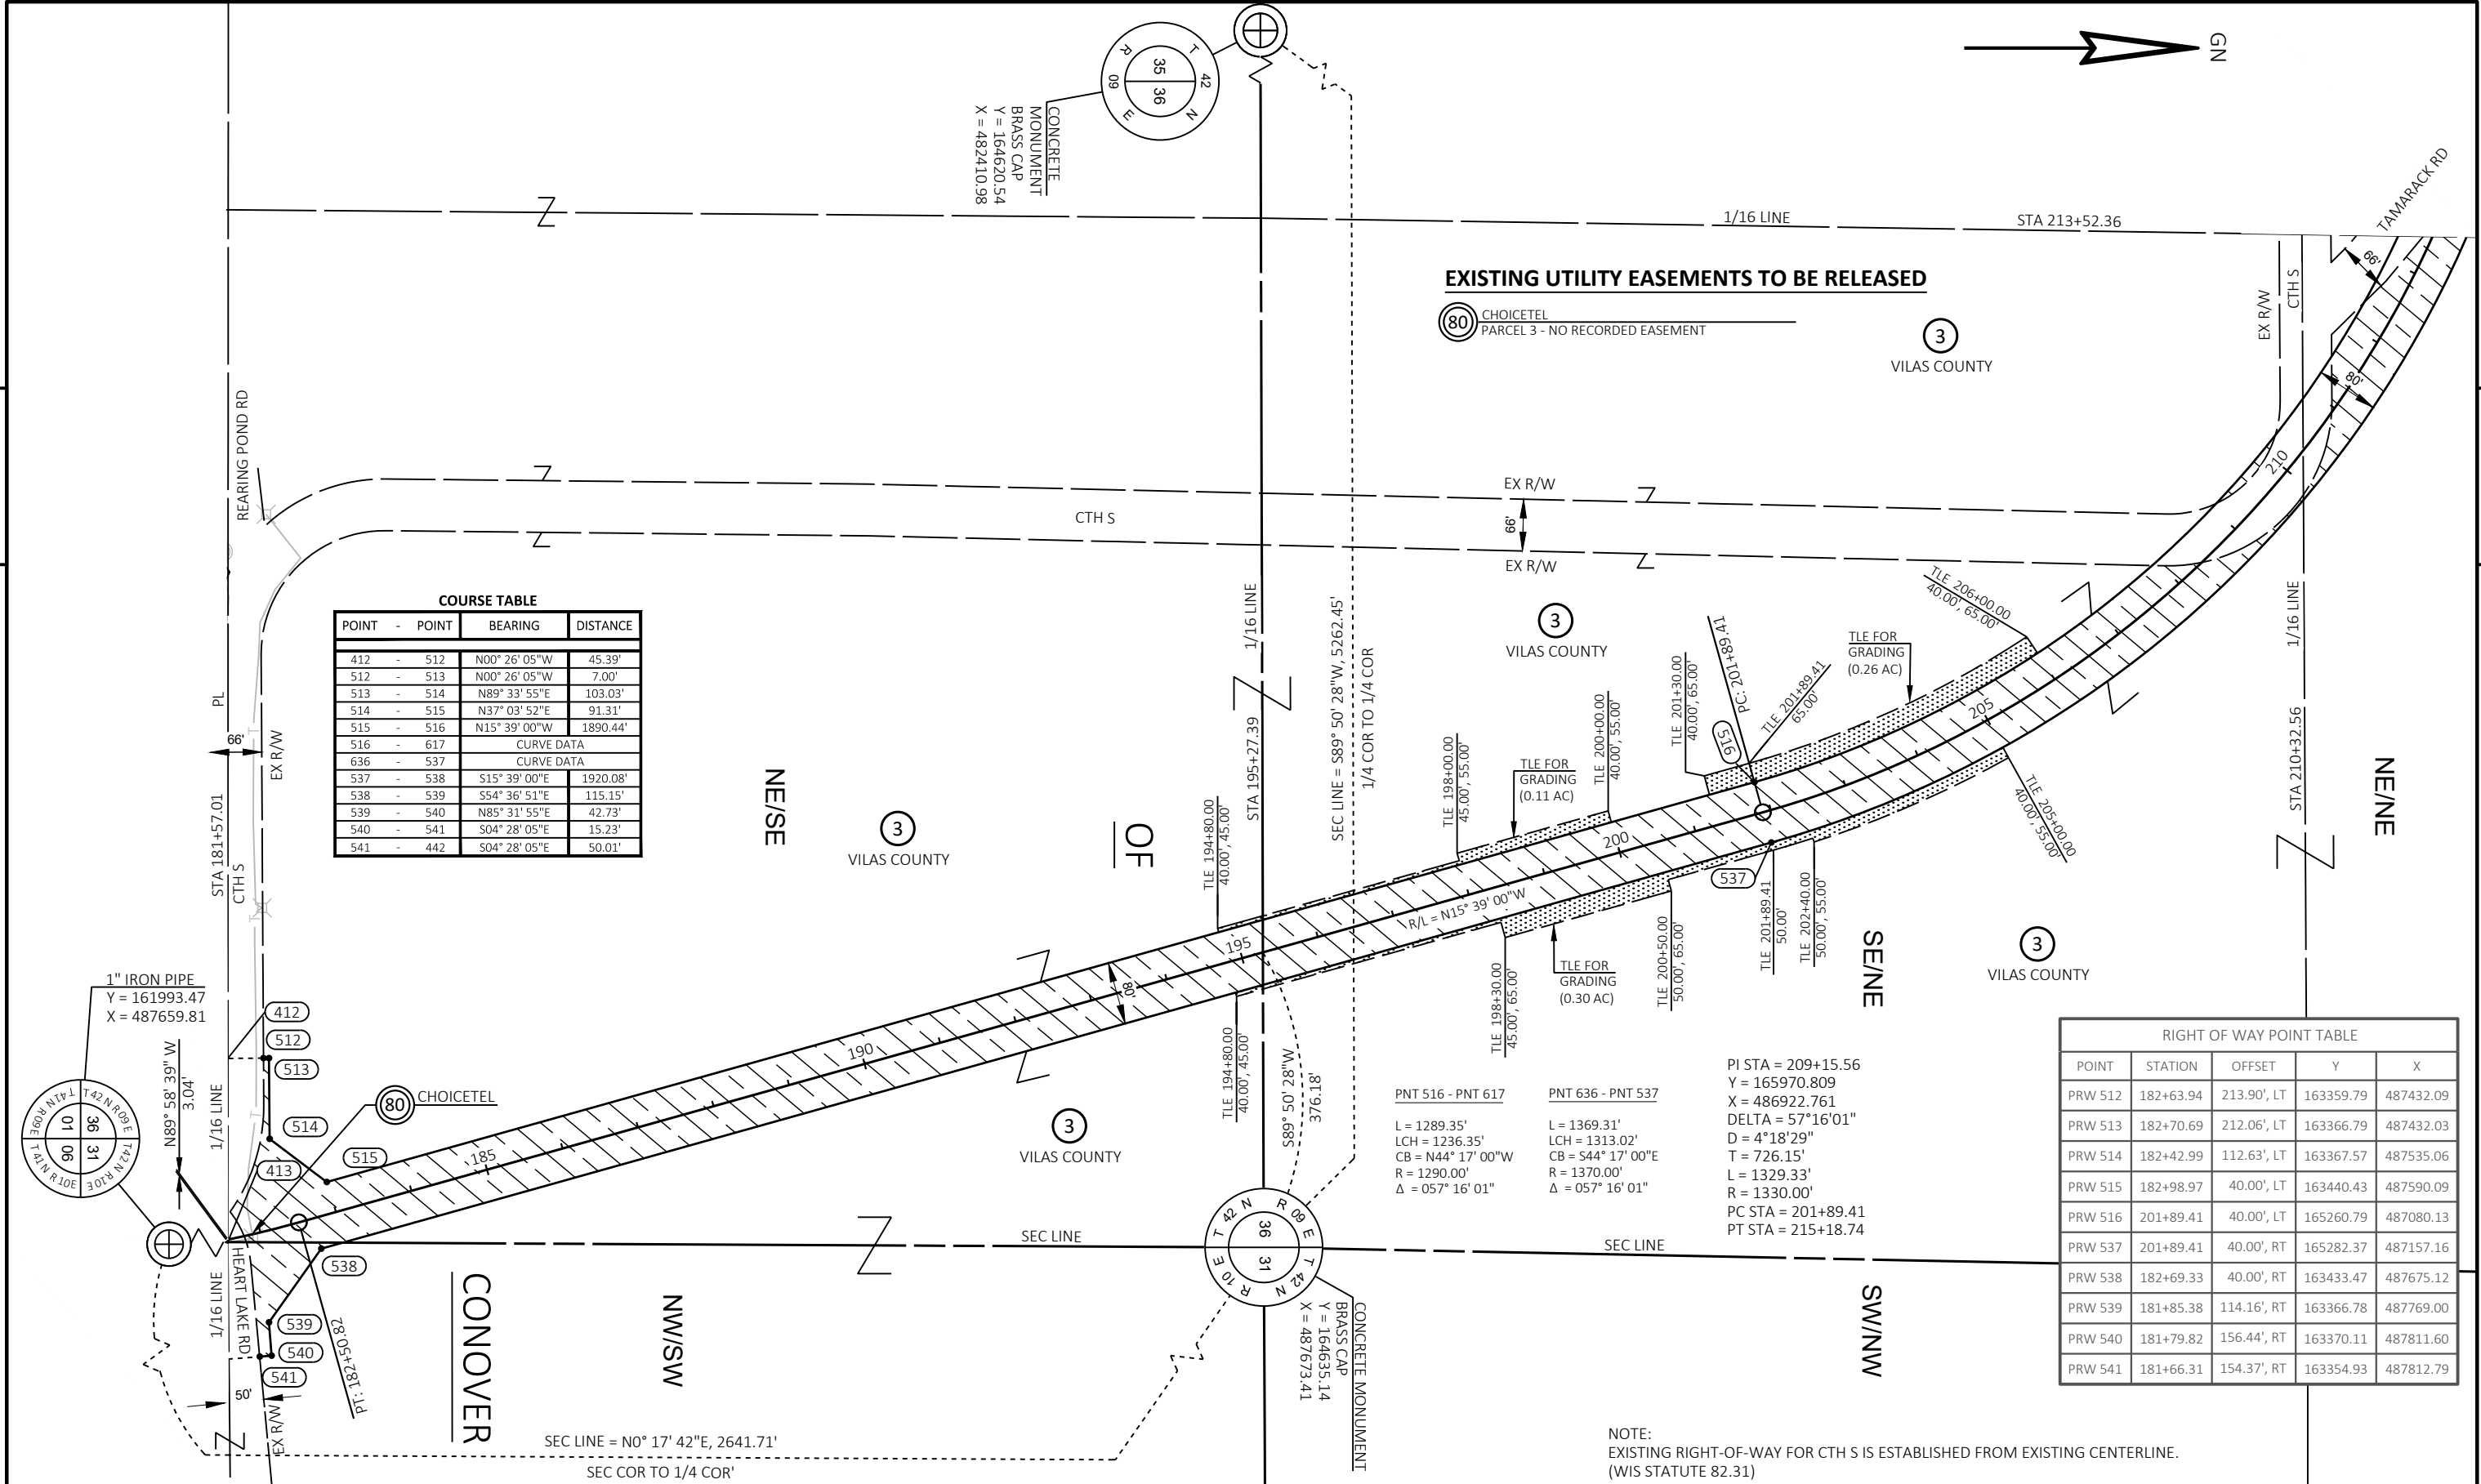 GN
TAMARACK RD
T 42 N
R 09 E
35 36
CONCRETE
MONUMENT
BRASS CAP
Y = 164620.54
X = 482410.98
1/16 LINE
STA 213+52.36
EXISTING UTILITY EASEMENTS TO BE RELEASED
80 CHOICETEL
PARCEL 3 - NO RECORDED EASEMENT
3
VILAS COUNTY
EX R/W
CTH S
66'
80'
210
REARING POND RD
EX R/W
66'
CTH S
EX R/W
COURSE TABLE
POINT - POINT BEARING DISTANCE
412 - 512 N00° 26' 05"W 45.39'
512 - 513 N00° 26' 05"W 7.00'
513 - 514 N89° 33' 55"E 103.03'
514 - 515 N37° 03' 52"E 91.31'
515 - 516 N15° 39' 00"W 1890.44'
516 - 617 CURVE DATA
636 - 537 CURVE DATA
537 - 538 S15° 39' 00"E 1920.08'
538 - 539 S54° 36' 51"E 115.15'
539 - 540 N85° 31' 55"E 42.73'
540 - 541 S04° 28' 05"E 15.23'
541 - 442 S04° 28' 05"E 50.01'
PL
66'
EX R/W
STA 181+57.01
CTH S
NE/SE
3
VILAS COUNTY
OF
1/16 LINE
STA 195+27.39
SEC LINE = S89° 50' 28"W, 5262.45'
1/4 COR TO 1/4 COR
3
VILAS COUNTY
TLE 194+80.00
40.00', 45.00'
TLE 198+00.00
45.00', 55.00'
TLE FOR
GRADING
(0.11 AC)
TLE 200+00.00
40.00', 55.00'
TLE 201+30.00
40.00', 65.00'
PC: 201+89.41
516
TLE 201+89.41
65.00'
TLE FOR
GRADING
(0.26 AC)
TLE 206+00.00
40.00', 65.00'
205
TLE 205+00.00
40.00', 55.00'
1/16 LINE
STA 210+32.56
NE/NE
200
R/L = N15° 39' 00"W
195
537
TLE 201+89.41
50.00'
TLE 202+40.00
50.00', 55.00'
TLE 200+50.00
50.00', 65.00'
TLE FOR
GRADING
(0.30 AC)
TLE 198+30.00
45.00', 65.00'
TLE 194+80.00
40.00', 45.00'
S89° 50' 28"W
376.18'
SE/NE
3
VILAS COUNTY
80'
190
185
1" IRON PIPE
Y = 161993.47
X = 487659.81
N89° 58' 39" W
3.04'
1/16 LINE
412
512
513
514
413
515
80 CHOICETEL
3
VILAS COUNTY
T42 N R09E
T42 N R10E
T41N R09E
T 41N R 10E
36 31
01 06
PNT 516 - PNT 617
L = 1289.35'
LCH = 1236.35'
CB = N44° 17' 00"W
R = 1290.00'
Δ = 057° 16' 01"
PNT 636 - PNT 537
L = 1369.31'
LCH = 1313.02'
CB = S44° 17' 00"E
R = 1370.00'
Δ = 057° 16' 01"
PI STA = 209+15.56
Y = 165970.809
X = 486922.761
DELTA = 57°16'01"
D = 4°18'29"
T = 726.15'
L = 1329.33'
R = 1330.00'
PC STA = 201+89.41
PT STA = 215+18.74
RIGHT OF WAY POINT TABLE
POINT STATION OFFSET Y X
PRW 512 182+63.94 213.90', LT 163359.79 487432.09
PRW 513 182+70.69 212.06', LT 163366.79 487432.03
PRW 514 182+42.99 112.63', LT 163367.57 487535.06
PRW 515 182+98.97 40.00', LT 163440.43 487590.09
PRW 516 201+89.41 40.00', LT 165260.79 487080.13
PRW 537 201+89.41 40.00', RT 165282.37 487157.16
PRW 538 182+69.33 40.00', RT 163433.47 487675.12
PRW 539 181+85.38 114.16', RT 163366.78 487769.00
PRW 540 181+79.82 156.44', RT 163370.11 487811.60
PRW 541 181+66.31 154.37', RT 163354.93 487812.79
SEC LINE
SEC LINE
T 42 N R 09 E
T 42 N R 10 E
36 31
CONCRETE MONUMENT
BRASS CAP
Y = 164635.14
X = 487673.41
538
539
540
541
1/16 LINE
HEART LAKE RD
50'
EX R/W
PT: 182+50.82
CONOVER
NW/SW
SW/NW
SEC LINE = N0° 17' 42"E, 2641.71'
SEC COR TO 1/4 COR'
NOTE:
EXISTING RIGHT-OF-WAY FOR CTH S IS ESTABLISHED FROM EXISTING CENTERLINE.
(WIS STATUTE 82.31)